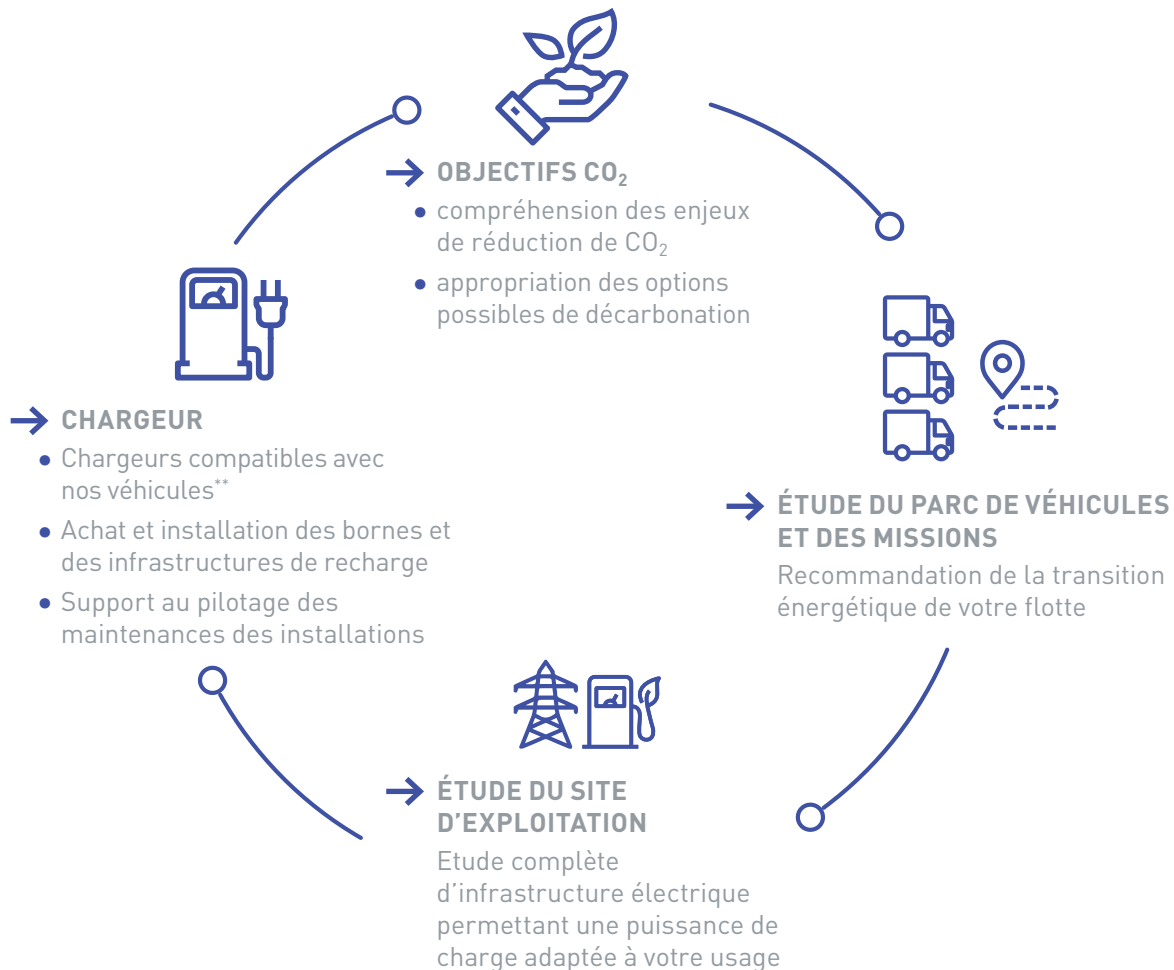 OBJECTIFS CO₂
• compréhension des enjeux
de réduction de CO₂
• appropriation des options
possibles de décarbonation
ÉTUDE DU PARC DE VÉHICULES
ET DES MISSIONS
Recommandation de la transition
énergétique de votre flotte
ÉTUDE DU SITE
D’EXPLOITATION
Etude complète
d’infrastructure électrique
permettant une puissance de
charge adaptée à votre usage
CHARGEUR
• Chargeurs compatibles avec
nos véhicules**
• Achat et installation des bornes et
des infrastructures de recharge
• Support au pilotage des
maintenances des installations